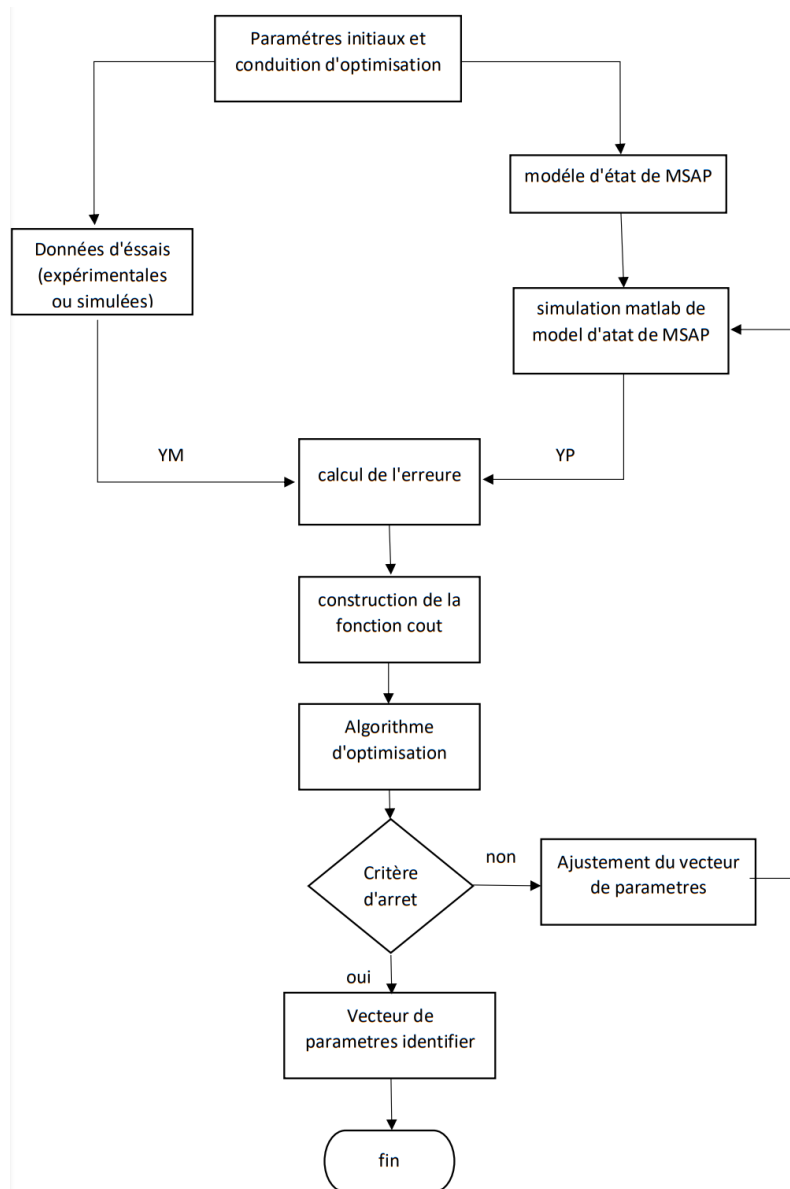 Paramétres initiaux et
conduition d'optimisation
modéle d'état de MSAP
Données d'éssais
(expérimentales
ou simulées)
simulation matlab de
model d'atat de MSAP
YM
YP
calcul de l'erreure
construction de la
fonction cout
Algorithme
d'optimisation
Critère
d'arret
non
Ajustement du vecteur
de parametres
oui
Vecteur de
parametres identifier
fin